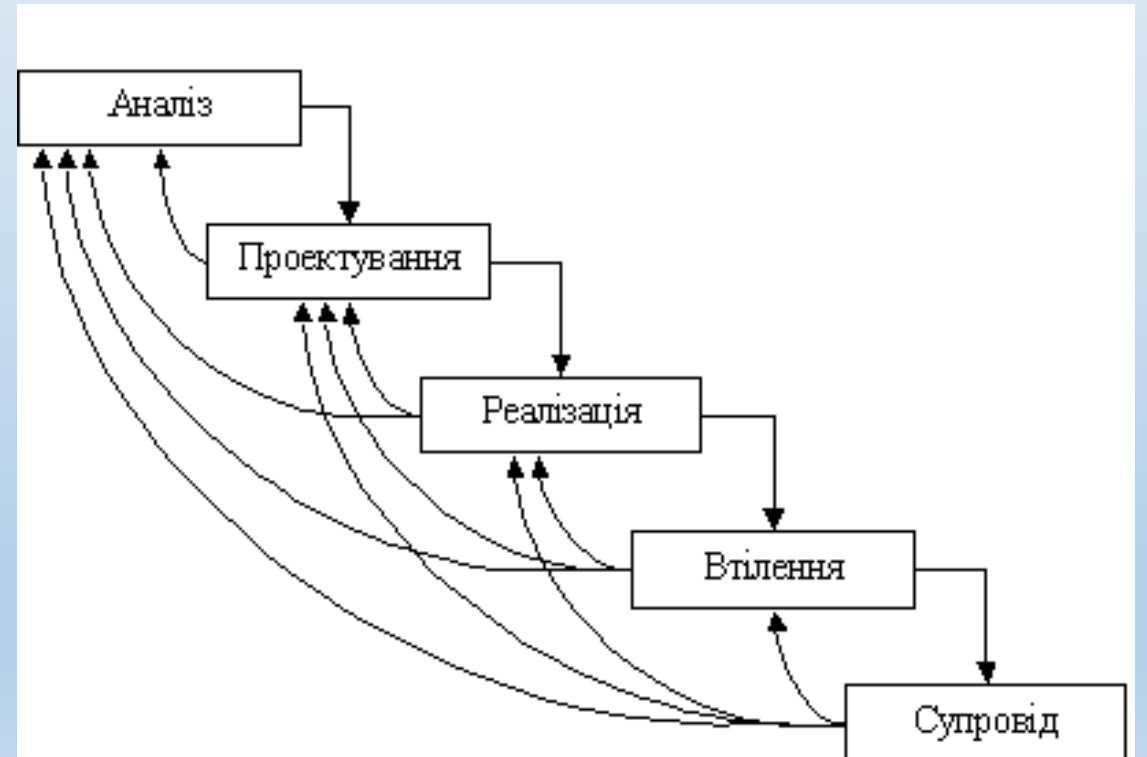 Аналіз
Проектування
Реалізація
Втілення
Супровід